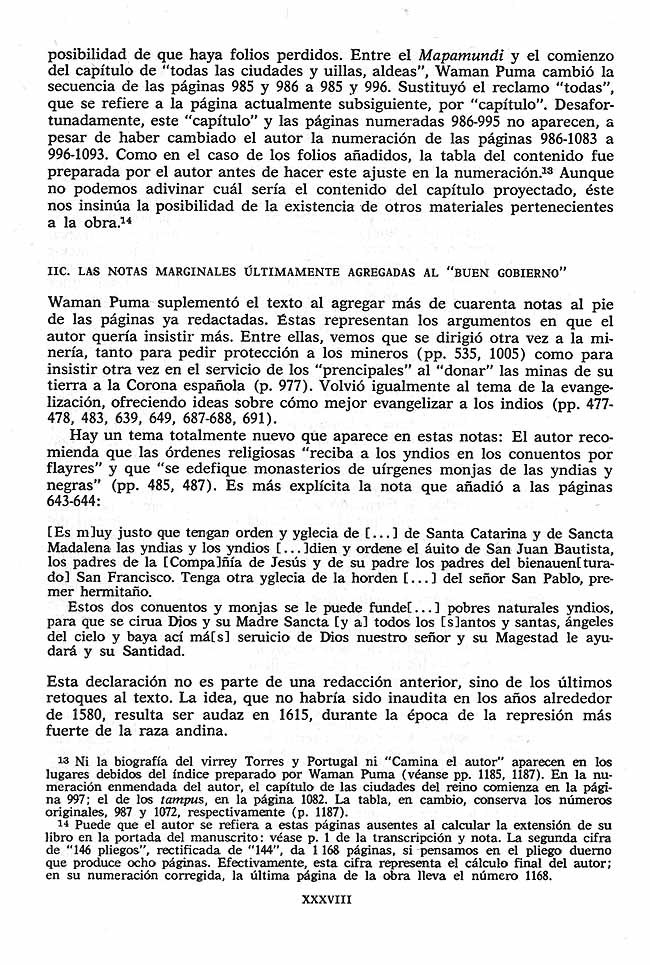 posibilidad de que haya folios perdidos. Entre el Mapamundi y el comienzo
del capítulo de "todas las ciudades y uillas, aldeas", Waman Puma cambió la
secuencia de las páginas 985 y 986 a 985 y 996. Sustituyó el reclamo "todas",
que se refiere a la página actualmente subsiguiente, por "capítulo". Desafor-
tunadamente, este "capítulo" y las páginas numeradas 986-995 no aparecen, a
pesar de haber cambiado el autor la numeración de las páginas 986-1083 a
996-1093. Como en el caso de los folios añadidos, la tabla del contenido fue
preparada por el autor antes de hacer este ajuste en la numeración.¹³ Aunque
no podemos adivinar cuál sería el contenido del capítulo proyectado, éste
nos insinúa la posibilidad de la existencia de otros materiales pertenecientes
a la obra.¹⁴
IIC. LAS NOTAS MARGINALES ÚLTIMAMENTE AGREGADAS AL "BUEN GOBIERNO"
Waman Puma suplementó el texto al agregar más de cuarenta notas al pie
de las páginas ya redactadas. Éstas representan los argumentos en que el
autor quería insistir más. Entre ellas, vemos que se dirigió otra vez a la mi-
nería, tanto para pedir protección a los mineros (pp. 535, 1005) como para
insistir otra vez en el servicio de los "prencipales" al "donar" las minas de su
tierra a la Corona española (p. 977). Volvió igualmente al tema de la evange-
lización, ofreciendo ideas sobre cómo mejor evangelizar a los indios (pp. 477-
478, 483, 639, 649, 687-688, 691).
Hay un tema totalmente nuevo que aparece en estas notas: El autor reco-
mienda que las órdenes religiosas "reciba a los yndios en los conuentos por
flayres" y que "se edefique monasterios de uírgenes monjas de las yndias y
negras" (pp. 485, 487). Es más explícita la nota que añadió a las páginas
643-644:
[Es m]uy justo que tengan orden y yglecia de [...] de Santa Catarina y de Sancta
Madalena las yndias y los yndios [...]dien y ordene el áuito de San Juan Bautista,
los padres de la [Compa]ñía de Jesús y de su padre los padres del bienauen[tura-
do] San Francisco. Tenga otra yglecia de la horden [...] del señor San Pablo, pre-
mer hermitaño.
Estos dos conuentos y monjas se le puede funde[...] pobres naturales yndios,
para que se cirua Dios y su Madre Sancta [y a] todos los [s]antos y santas, ángeles
del cielo y baya ací má[s] seruicio de Dios nuestro señor y su Magestad le ayu-
dará y su Santidad.
Esta declaración no es parte de una redacción anterior, sino de los últimos
retoques al texto. La idea, que no habría sido inaudita en los años alrededor
de 1580, resulta ser audaz en 1615, durante la época de la represión más
fuerte de la raza andina.
¹³ Ni la biografía del virrey Torres y Portugal ni "Camina el autor" aparecen en los
lugares debidos del índice preparado por Waman Puma (véanse pp. 1185, 1187). En la nu-
meración enmendada del autor, el capítulo de las ciudades del reino comienza en la pági-
na 997; el de los tampus, en la página 1082. La tabla, en cambio, conserva los números
originales, 987 y 1072, respectivamente (p. 1187).
¹⁴ Puede que el autor se refiera a estas páginas ausentes al calcular la extensión de su
libro en la portada del manuscrito: véase p. 1 de la transcripción y nota. La segunda cifra
de "146 pliegos", rectificada de "144", da 1 168 páginas, si pensamos en el pliego duerno
que produce ocho páginas. Efectivamente, esta cifra representa el cálculo final del autor;
en su numeración corregida, la última página de la obra lleva el número 1168.
XXXVIII